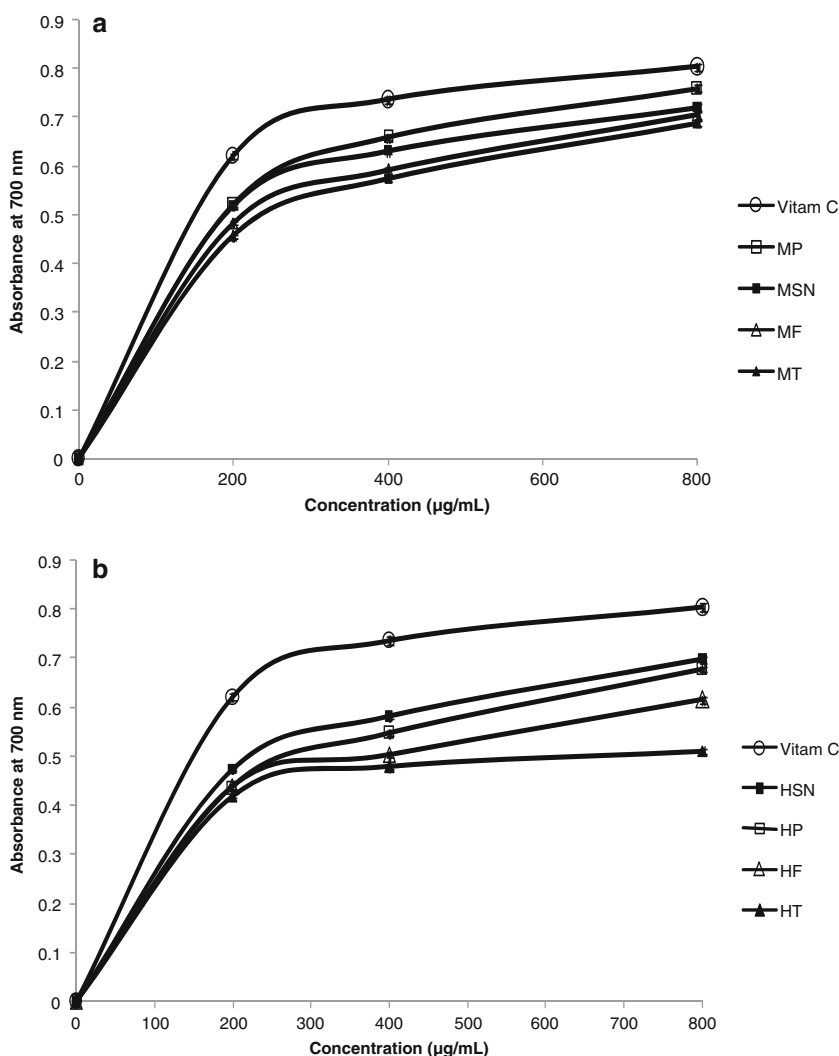 a
0.9
0.8
0.7
0.6
0.5
0.4
0.3
0.2
0.1
0
Absorbance at 700 nm
0 200 400 600 800
Concentration (µg/mL)
Vitam C
MP
MSN
MF
MT
b
0.9
0.8
0.7
0.6
0.5
0.4
0.3
0.2
0.1
0
Absorbance at 700 nm
0 100 200 300 400 500 600 700 800
Concentration (µg/mL)
Vitam C
HSN
HP
HF
HT